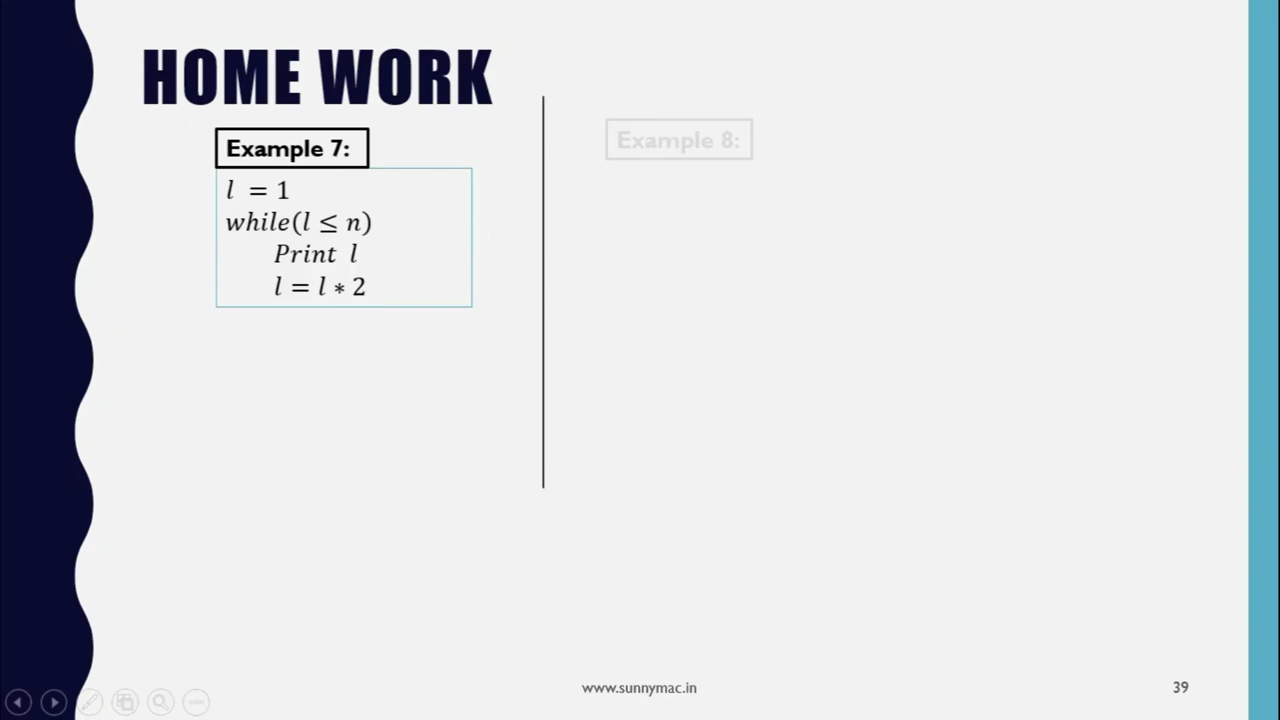 HOME WORK
Example 7:
l = 1
while(l ≤ n)
Print l
l = l ∗ 2
Example 8:
www.sunnymac.in
39